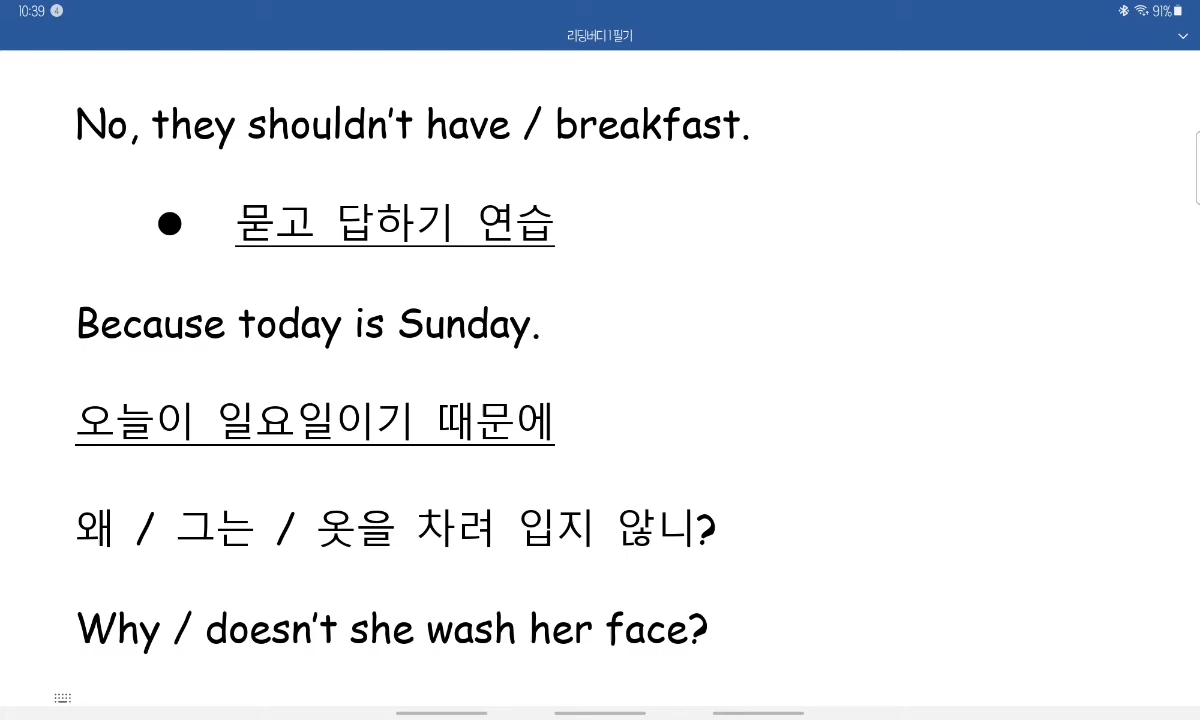 10:39 4 91%
리딩버디 1 필기
No, they shouldn't have / breakfast.
● 묻고 답하기 연습
Because today is Sunday.
오늘이 일요일이기 때문에
왜 / 그는 / 옷을 차려 입지 않니?
Why / doesn't she wash her face?